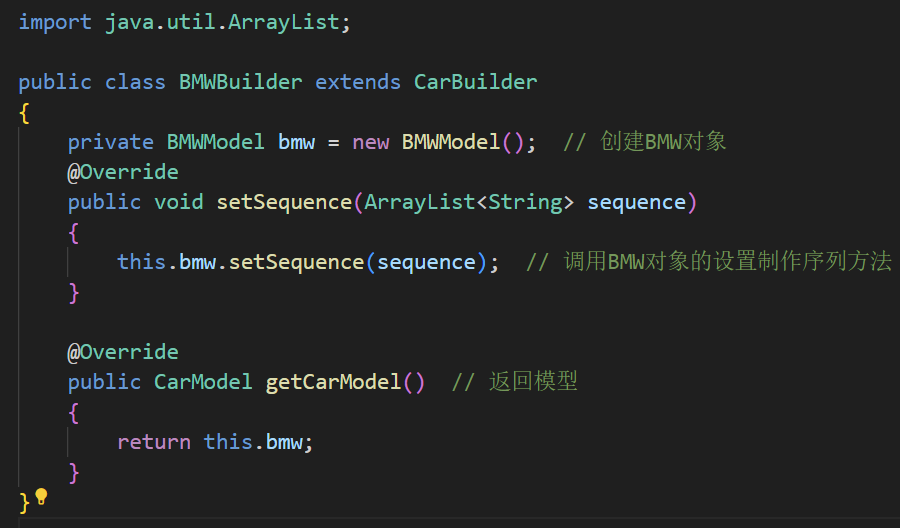 import java.util.ArrayList;
public class BMWBuilder extends CarBuilder
{
private BMWModel bmw = new BMWModel();  // 创建BMW对象
@Override
public void setSequence(ArrayList<String> sequence)
{
this.bmw.setSequence(sequence);  // 调用BMW对象的设置制作序列方法
}
@Override
public CarModel getCarModel()  // 返回模型
{
return this.bmw;
}
}